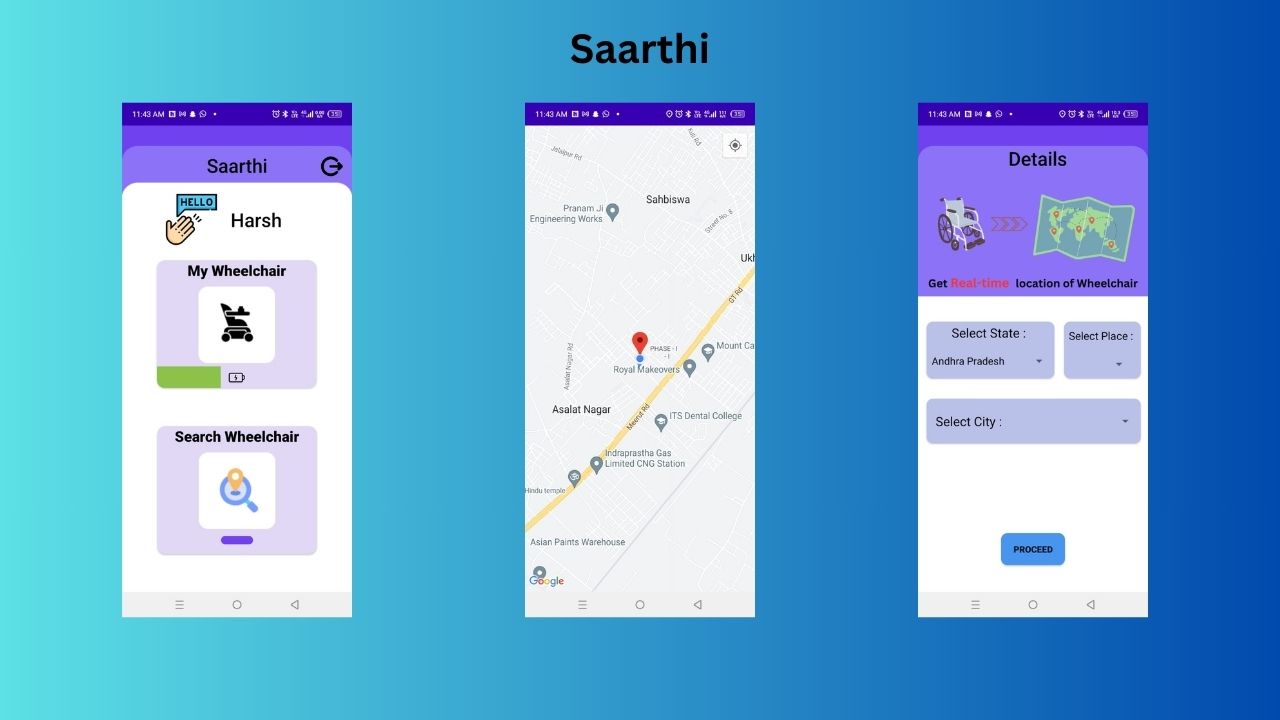 Saarthi
11:43 AM
Saarthi
HELLO
Harsh
My Wheelchair
Search Wheelchair
11:43 AM
Jalalpur Rd
Sahbiswa
Pranam Ji
Engineering Works
Street No. 8
Ukh
GT Rd
PHASE - I
- I
Mount Ca
Royal Makeovers
Asalat Nagar Rd
Asalat Nagar
Meerut Rd
ITS Dental College
Indraprastha Gas
Limited CNG Station
Hindu temple
Asian Paints Warehouse
Google
11:43 AM
Details
Get Real-time location of Wheelchair
Select State :
Andhra Pradesh
Select Place :
Select City :
PROCEED